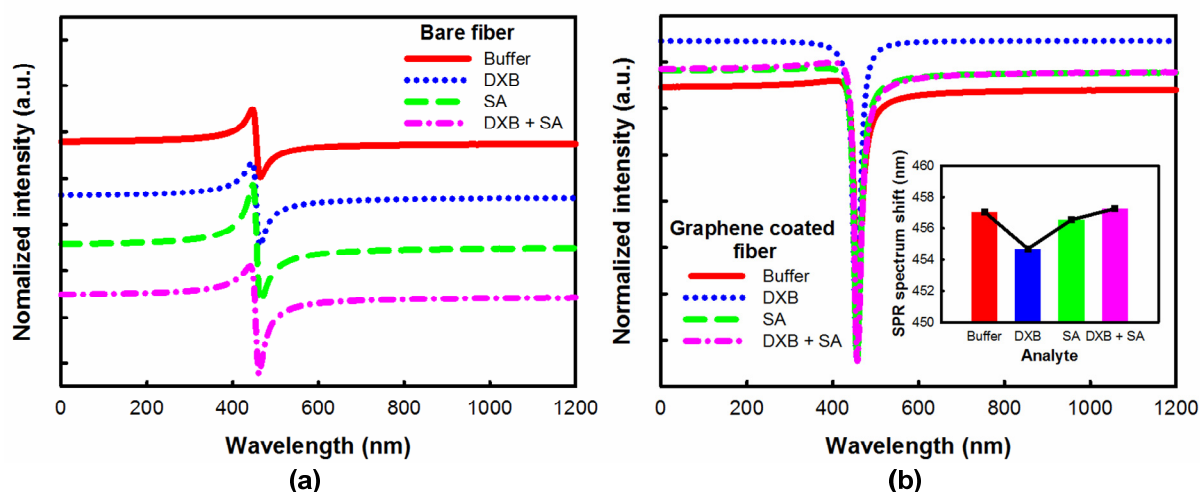 Normalized intensity (a.u.)
Bare fiber
Buffer
DXB
SA
DXB + SA
0 200 400 600 800 1000 1200
Wavelength (nm)
(a)
Normalized intensity (a.u.)
Graphene coated
fiber
Buffer
DXB
SA
DXB + SA
SPR spectrum shift (nm)
460
458
456
454
452
450
Buffer DXB SA DXB + SA
Analyte
0 200 400 600 800 1000 1200
Wavelength (nm)
(b)